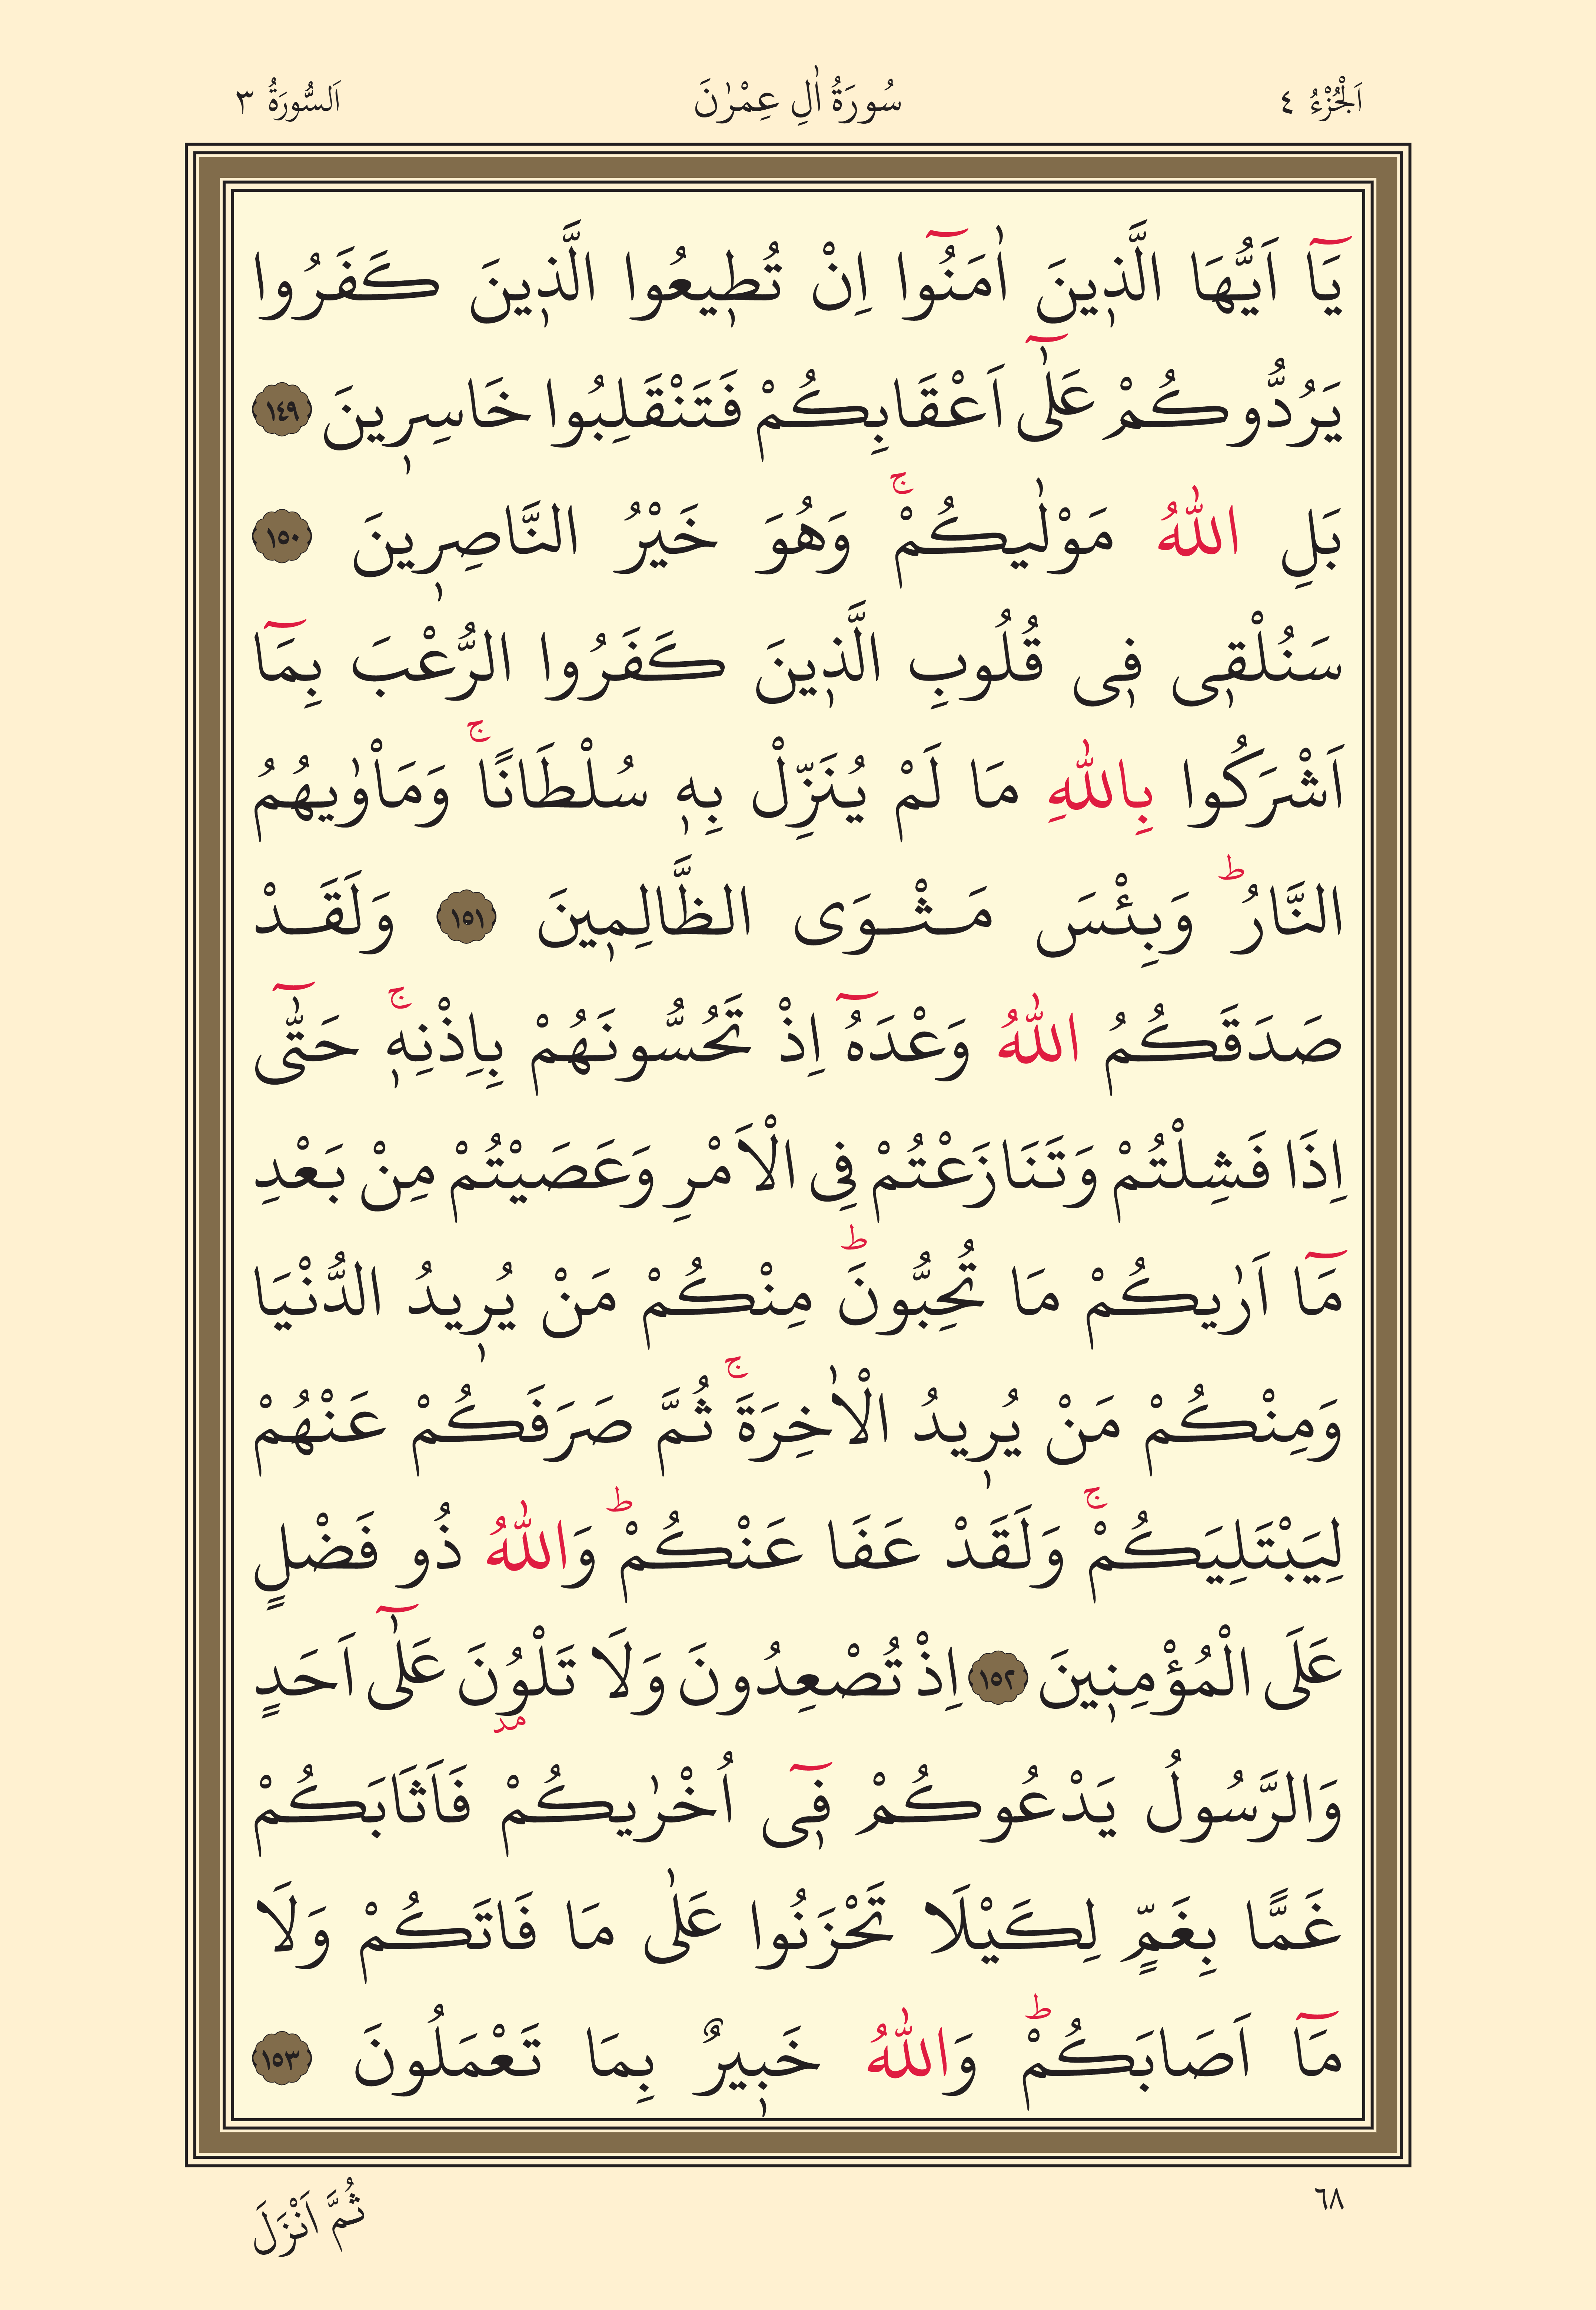 اَلْجُزْءُ ٤
سُورَةُ اٰلِ عِمْرٰنَ
اَلسُّورَةُ ٣
يَٓا اَيُّهَا الَّذ۪ينَ اٰمَنُٓوا اِنْ تُط۪يعُوا الَّذ۪ينَ كَفَرُوا
يَرُدُّوكُمْ عَلٰٓى اَعْقَابِكُمْ فَتَنْقَلِبُوا خَاسِر۪ينَ ﴿١٤٩﴾
بَلِ اللّٰهُ مَوْلٰيكُمْۚ وَهُوَ خَيْرُ النَّاصِر۪ينَ ﴿١٥٠﴾
سَنُلْق۪ي ف۪ي قُلُوبِ الَّذ۪ينَ كَفَرُوا الرُّعْبَ بِمَٓا
اَشْرَكُوا بِاللّٰهِ مَا لَمْ يُنَزِّلْ بِه۪ سُلْطَانًاۚ وَمَاْوٰيهُمُ
النَّارُۜ وَبِئْسَ مَثْوَى الظَّالِم۪ينَ ﴿١٥١﴾ وَلَقَدْ
صَدَقَكُمُ اللّٰهُ وَعْدَهُٓ اِذْ تَحُسُّونَهُمْ بِاِذْنِه۪ۚ حَتّٰٓى
اِذَا فَشِلْتُمْ وَتَنَازَعْتُمْ فِي الْاَمْرِ وَعَصَيْتُمْ مِنْ بَعْدِ
مَٓا اَرٰيكُمْ مَا تُحِبُّونَۜ مِنْكُمْ مَنْ يُر۪يدُ الدُّنْيَا
وَمِنْكُمْ مَنْ يُر۪يدُ الْاٰخِرَةَۚ ثُمَّ صَرَفَكُمْ عَنْهُمْ
لِيَبْتَلِيَكُمْۚ وَلَقَدْ عَفَا عَنْكُمْۜ وَاللّٰهُ ذُو فَضْلٍ
عَلَى الْمُؤْمِن۪ينَ ﴿١٥٢﴾ اِذْ تُصْعِدُونَ وَلَا تَلْوُ۫نَ عَلٰٓى اَحَدٍ
مد
وَالرَّسُولُ يَدْعُوكُمْ ف۪ٓي اُخْرٰيكُمْ فَاَثَابَكُمْ
غَمًّا بِغَمٍّ لِكَيْلَا تَحْزَنُوا عَلٰى مَا فَاتَكُمْ وَلَا
مَٓا اَصَابَكُمْۜ وَاللّٰهُ خَب۪يرٌ بِمَا تَعْمَلُونَ ﴿١٥٣﴾
٦٨
ثُمَّ اَنْزَلَ